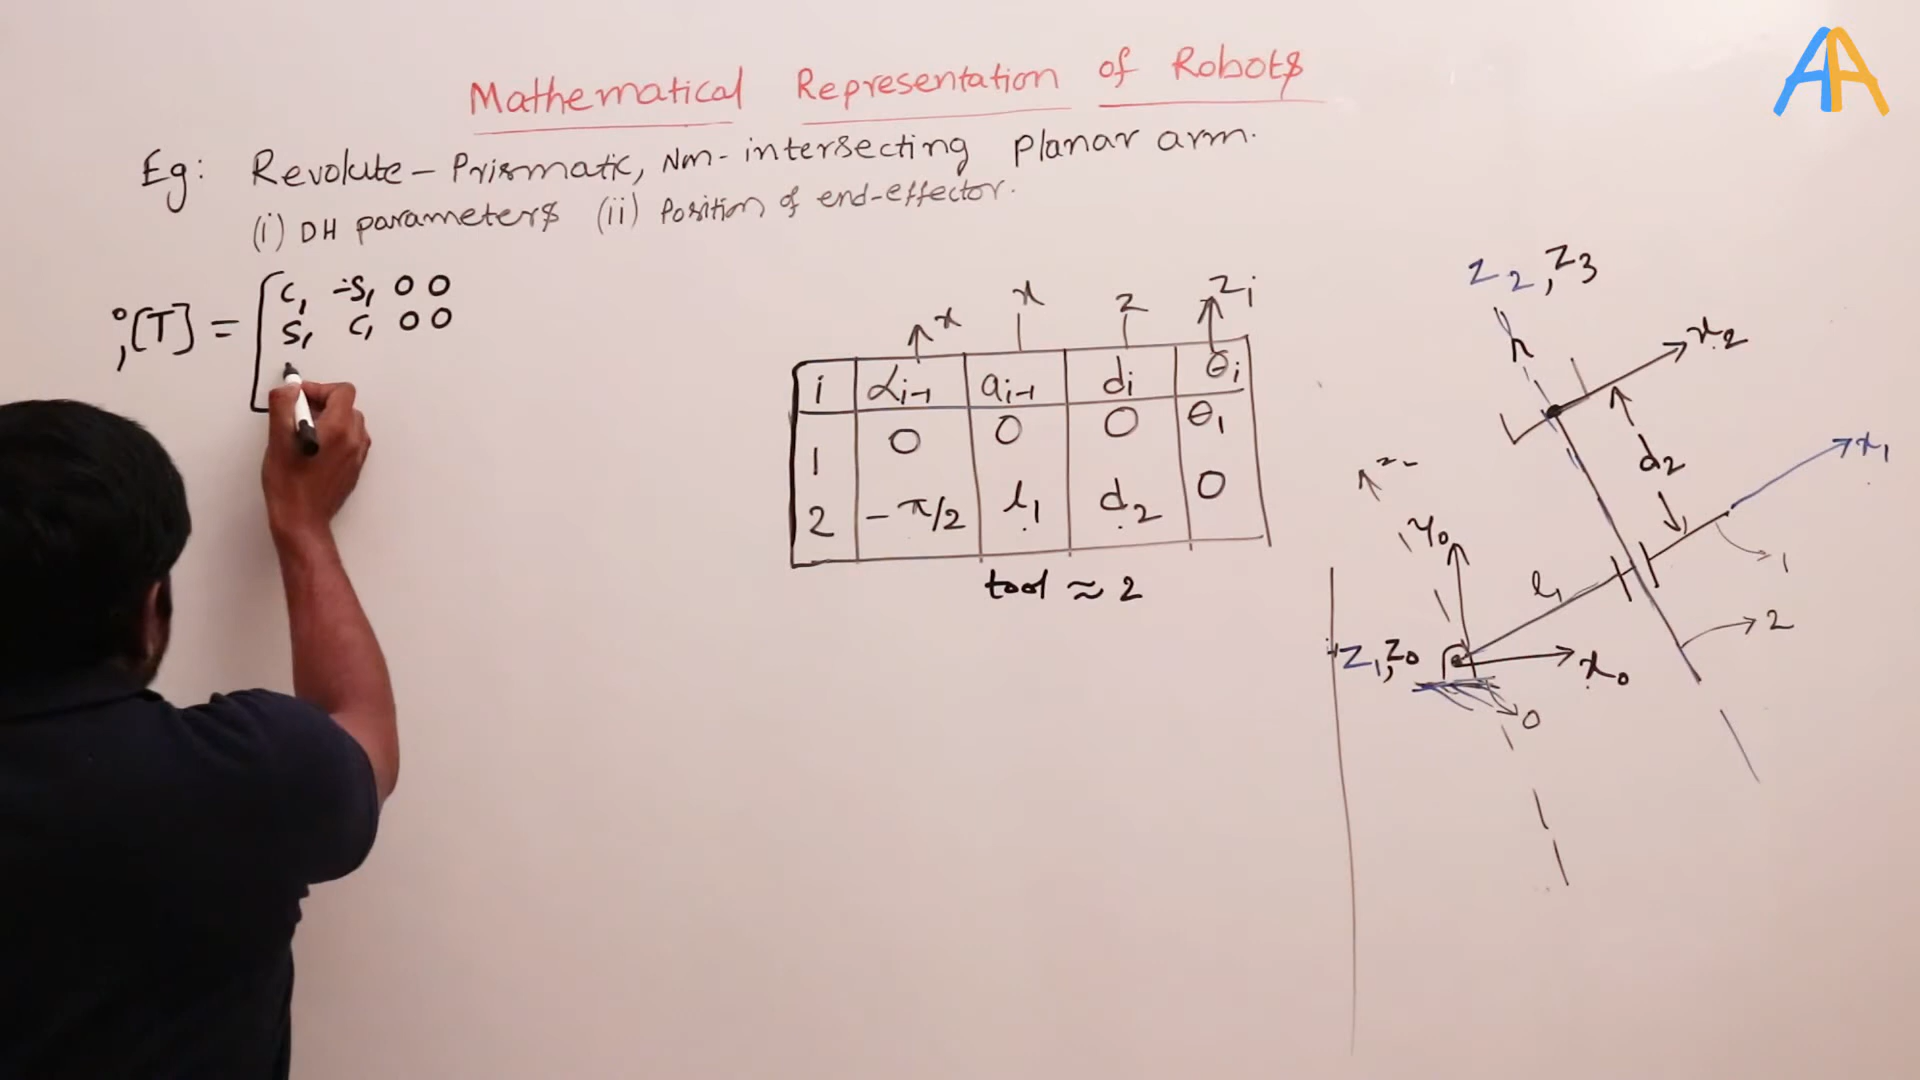 AA
Mathematical Representation of Robots
Eg: Revolute - Prismatic, Non-intersecting planar arm.
(i) DH parameters (ii) Position of end-effector.
⁰₁[T] = [ C₁ -S₁ 0 0
S₁ C₁ 0 0
x x z Zi
i αi-1 ai-1 di θi
1 0 0 0 θ₁
2 -π/2 l₁ d₂ 0
tool ≈ 2
Z₂, Z₃
h
x₂
d₂
x₁
Y₀
l₁
1
2
Z₁, Z₀
x₀
0